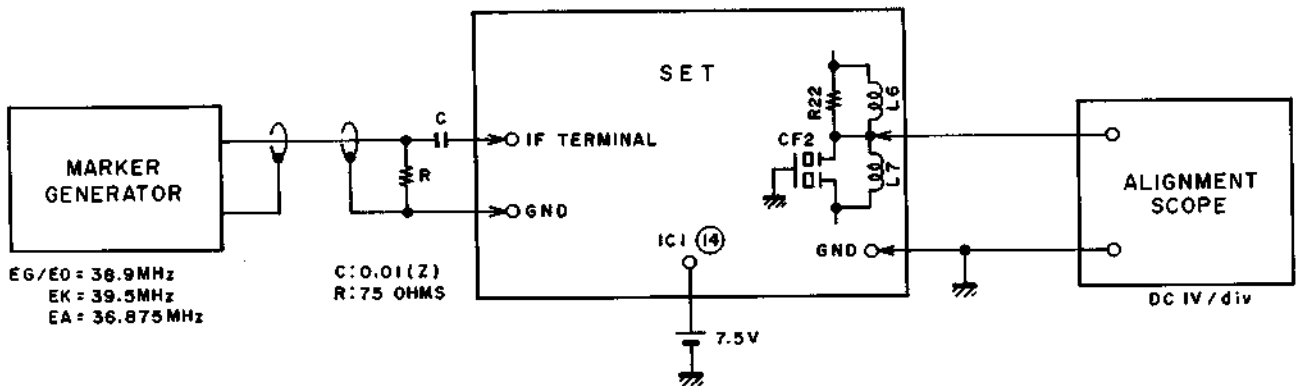 MARKER
GENERATOR
EG/EO = 38.9MHz
EK = 39.5MHz
EA = 36.875MHz
C
R
C:0.01(Z)
R:75 OHMS
SET
IF TERMINAL
GND
IC1 14
7.5V
R22
L6
CF2
L7
GND
ALIGNMENT
SCOPE
DC 1V/div